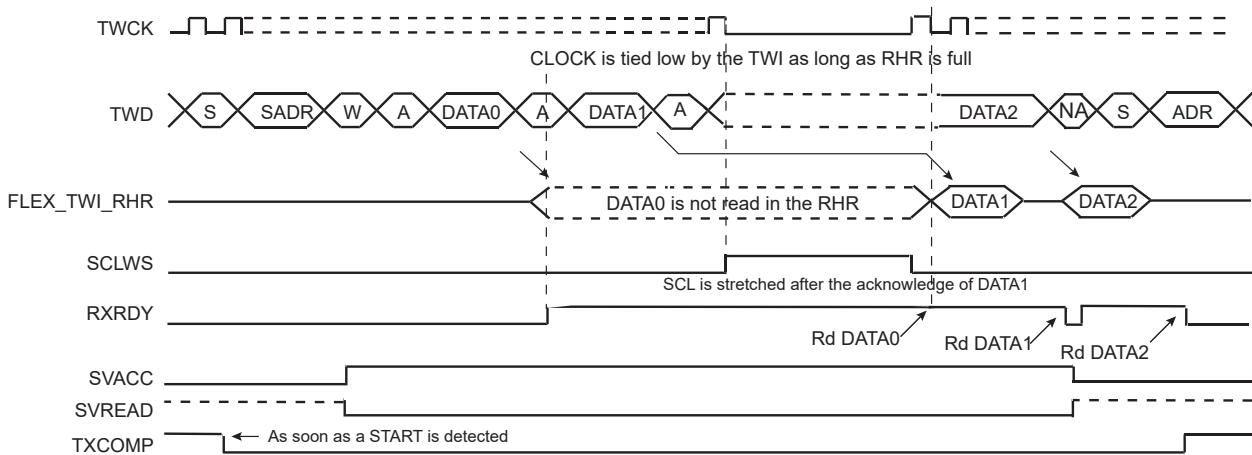 TWCK
CLOCK is tied low by the TWI as long as RHR is full
TWD S SADR W A DATA0 A DATA1 A DATA2 NA S ADR
FLEX_TWI_RHR DATA0 is not read in the RHR DATA1 DATA2
SCLWS
SCL is stretched after the acknowledge of DATA1
RXRDY
Rd DATA0 Rd DATA1 Rd DATA2
SVACC
SVREAD
TXCOMP As soon as a START is detected